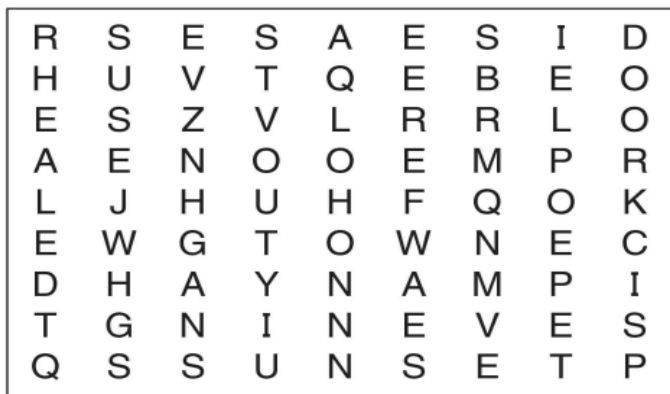 R S E S A E S I D
H U V T Q E B E O
E S Z V L R R L O
A E N O O E M P R
L J H U H F Q O K
E W G T O W N E C
D H A Y N A M P I
T G N I N E V E S
Q S S U N S E T P